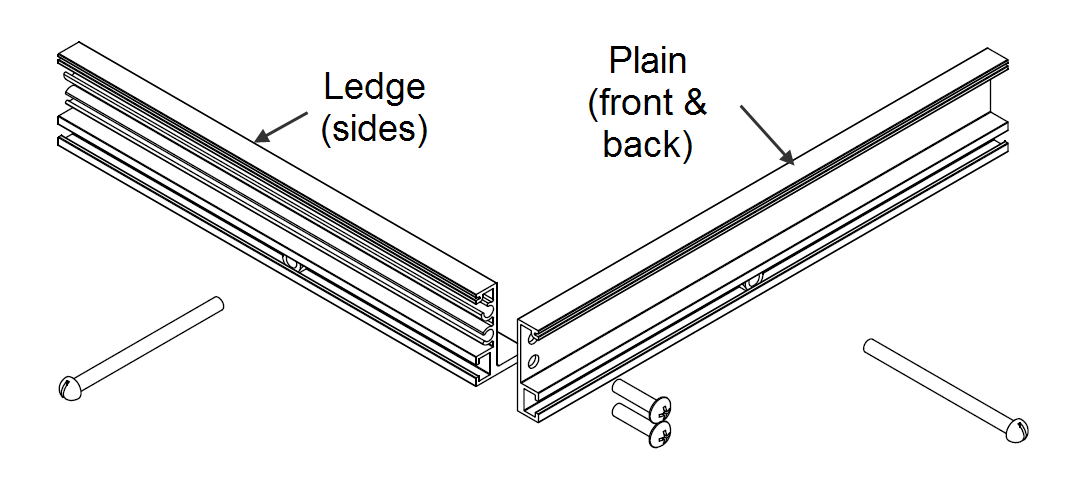 Ledge
(sides)
Plain
(front &
back)